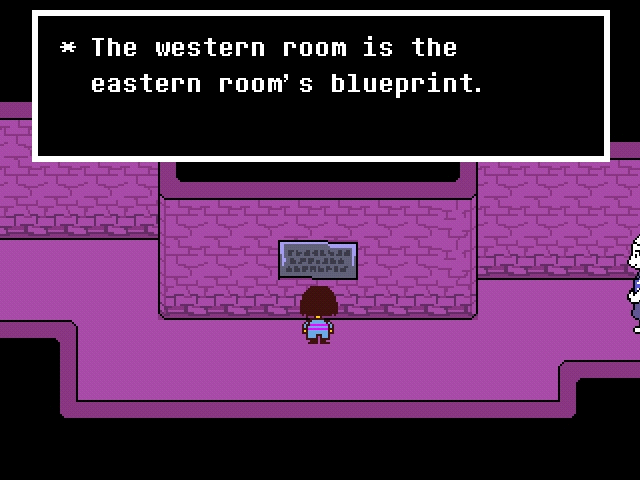 * The western room is the
eastern room's blueprint.